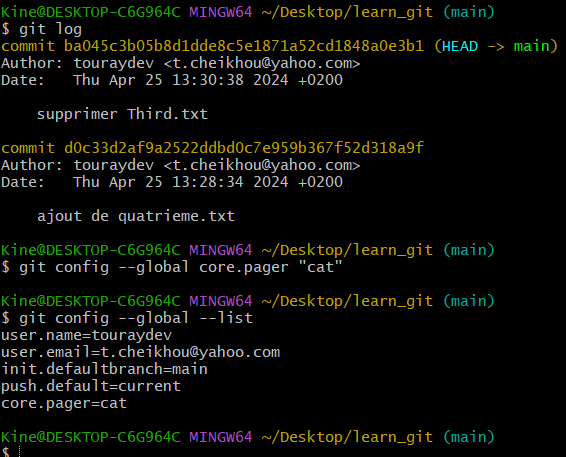 Kine@DESKTOP-C6G964C MINGW64 ~/Desktop/learn_git (main)
$ git log
commit ba045c3b05b8d1dde8c5e1871a52cd1848a0e3b1 (HEAD -> main)
Author: touraydev <t.cheikhou@yahoo.com>
Date:   Thu Apr 25 13:30:38 2024 +0200
    supprimer Third.txt
commit d0c33d2af9a2522ddbd0c7e959b367f52d318a9f
Author: touraydev <t.cheikhou@yahoo.com>
Date:   Thu Apr 25 13:28:34 2024 +0200
    ajout de quatrieme.txt
Kine@DESKTOP-C6G964C MINGW64 ~/Desktop/learn_git (main)
$ git config --global core.pager "cat"
Kine@DESKTOP-C6G964C MINGW64 ~/Desktop/learn_git (main)
$ git config --global --list
user.name=touraydev
user.email=t.cheikhou@yahoo.com
init.defaultbranch=main
push.default=current
core.pager=cat
Kine@DESKTOP-C6G964C MINGW64 ~/Desktop/learn_git (main)
$